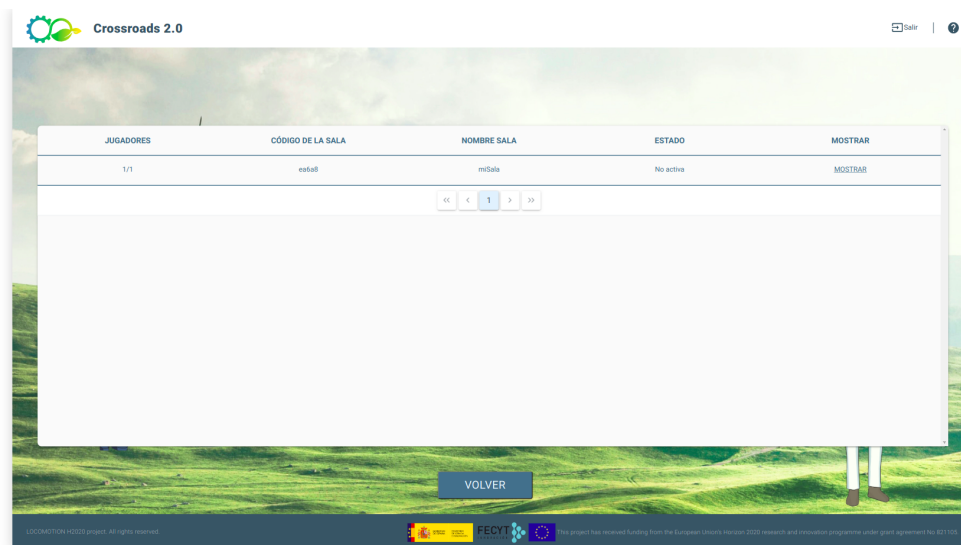 Crossroads 2.0
Salir
?
JUGADORES CÓDIGO DE LA SALA NOMBRE SALA ESTADO MOSTRAR
1/1 ea6a8 miSala No activa MOSTRAR
<< < 1 > >>
VOLVER
LOCOMOTION H2020 project. All rights reserved.
FECYT
This project has received funding from the European Union's Horizon 2020 research and innovation programme under grant agreement No 821105